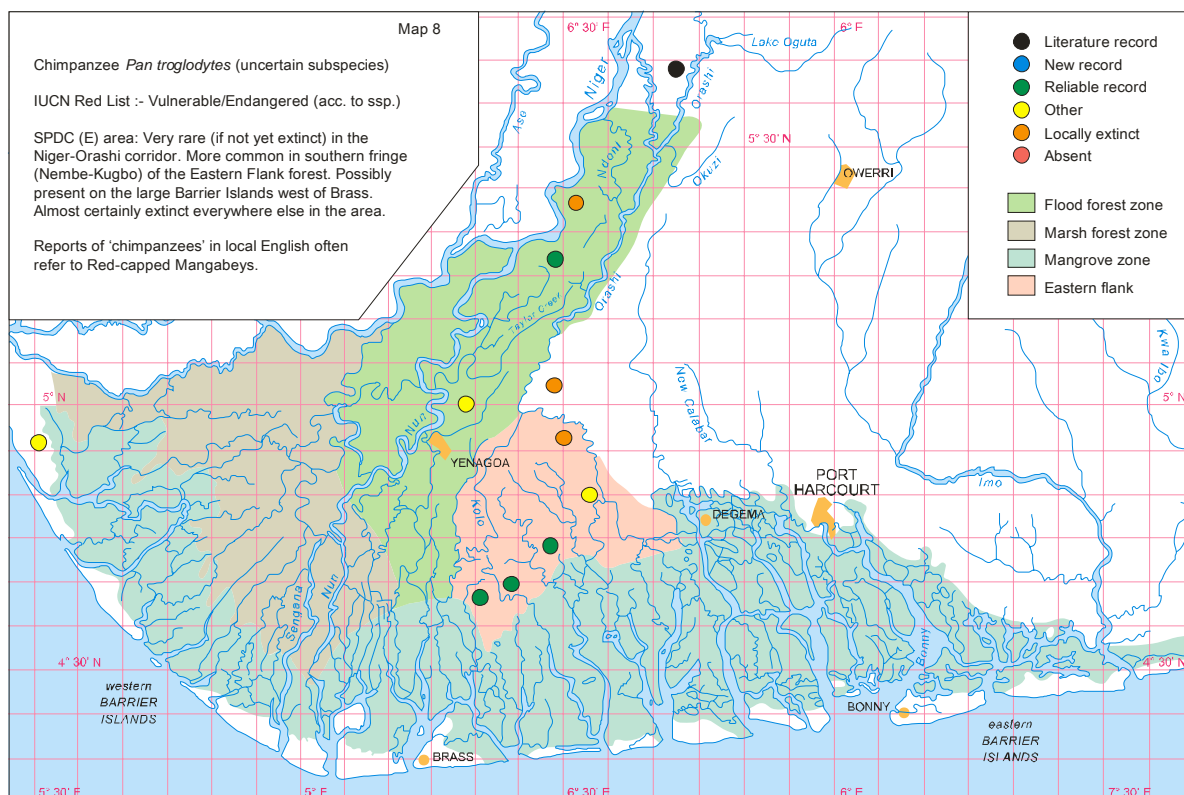 Map 8
Chimpanzee Pan troglodytes (uncertain subspecies)
IUCN Red List :- Vulnerable/Endangered (acc. to ssp.)
SPDC (E) area: Very rare (if not yet extinct) in the
Niger-Orashi corridor. More common in southern fringe
(Nembe-Kugbo) of the Eastern Flank forest. Possibly
present on the large Barrier Islands west of Brass.
Almost certainly extinct everywhere else in the area.
Reports of ‘chimpanzees’ in local English often
refer to Red-capped Mangabeys.
6° 30' F
6° F
Literature record
New record
Reliable record
Other
Locally extinct
Absent
Flood forest zone
Marsh forest zone
Mangrove zone
Eastern flank
Lake Oguta
Niger
Orashi
Ase
5° 30' N
Ndoni
Okuzi
OWERRI
Orashi
Taylor Creek
Kwa Ibo
5° N
5° N
New Calabar
Nun
YENAGOA
PORT
HARCOURT
Imo
Kolo
DEGEMA
Sengana
Nun
Bonny
4° 30' N
4° 30' N
western
BARRIER
ISLANDS
BONNY
eastern
BARRIER
ISLANDS
BRASS
5° 30' E
5° E
6° 30' E
6° E
7° 30' E